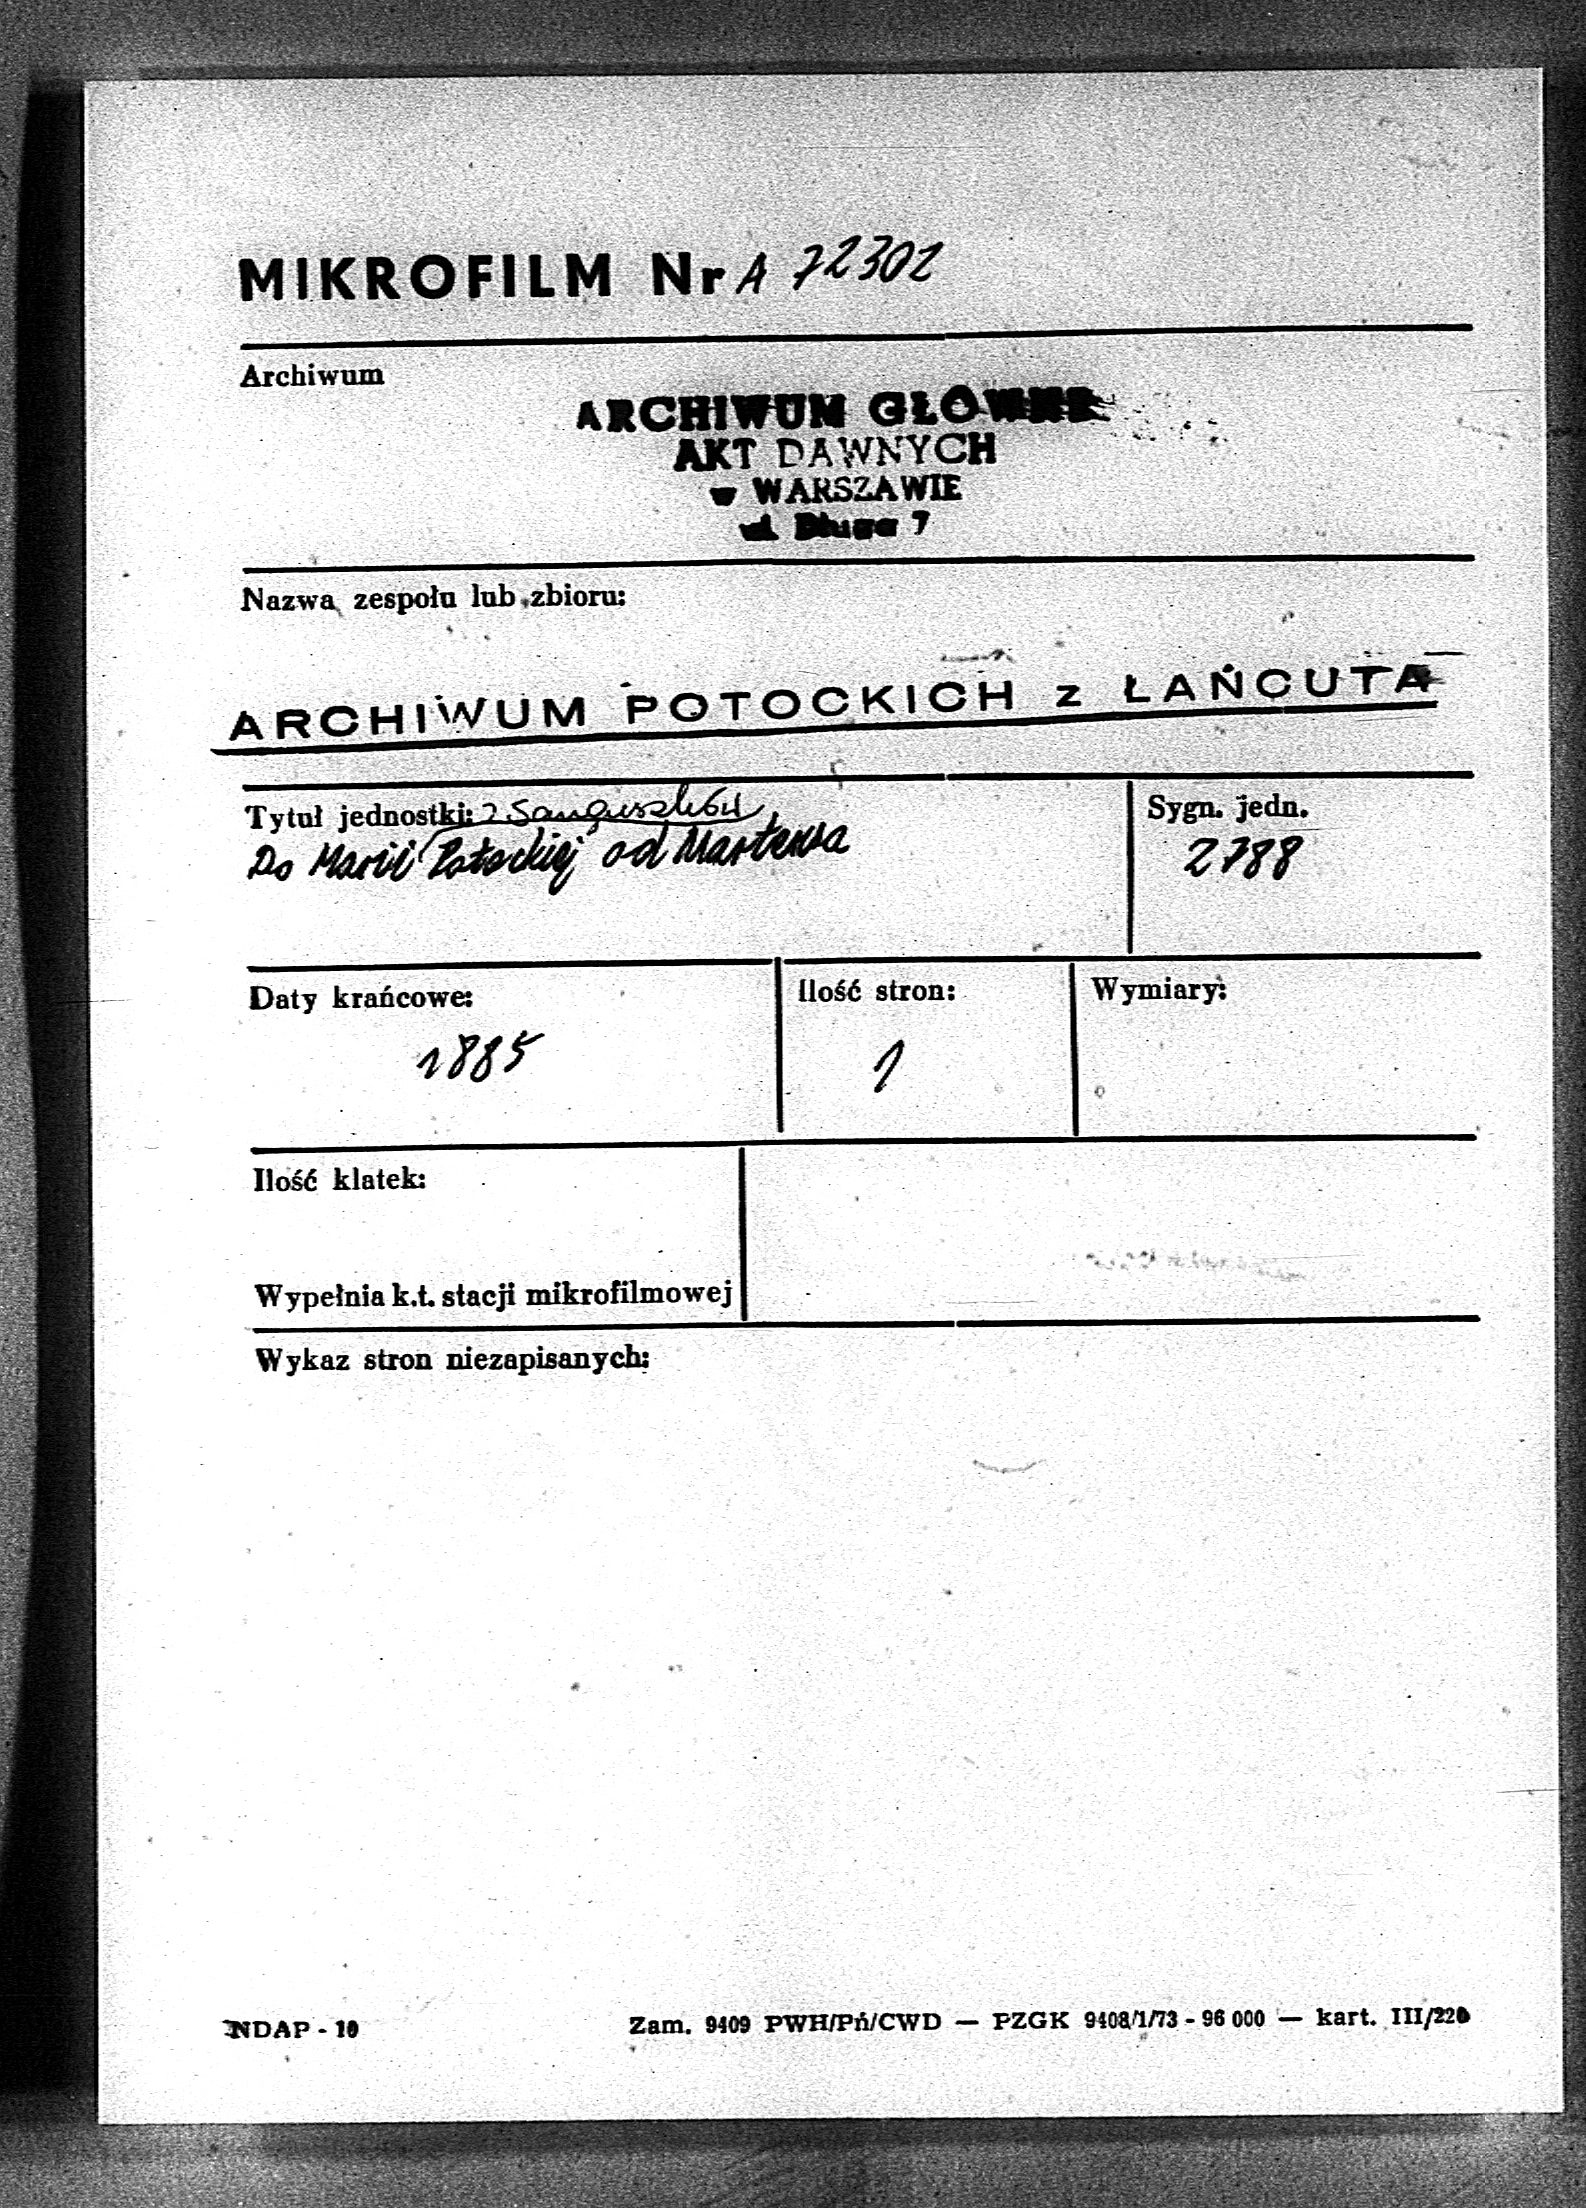 MIKROFILM Nr A 72301
Archiwum
ARCHIWUM GŁÓWNE
AKT DAWNYCH
w WARSZAWIE
ul. Długa 7
Nazwa zespołu lub zbioru:
ARCHIWUM POTOCKICH z ŁAŃCUTA
Tytuł jednostki: z Sanguszków
Do Marii Potockiej od Martensa
Sygn. jedn.
2788
Daty krańcowe:
1885
Ilość stron:
1
Wymiary:
Ilość klatek:
Wypełnia k.t. stacji mikrofilmowej
Wykaz stron niezapisanych:
NDAP - 10
Zam. 9409 PWH/Pń/CWD — PZGK 9408/1/73 - 96 000 — kart. III/220